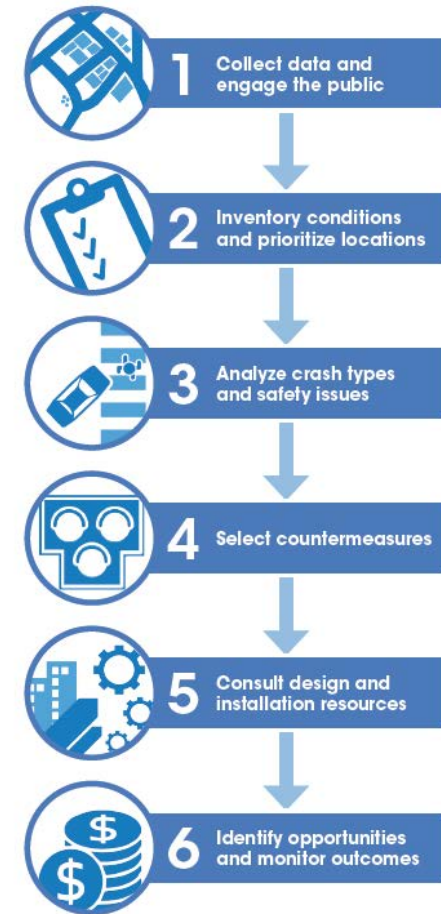 1 Collect data and
engage the public
2 Inventory conditions
and prioritize locations
3 Analyze crash types
and safety issues
4 Select countermeasures
5 Consult design and
installation resources
6 Identify opportunities
and monitor outcomes
$
$